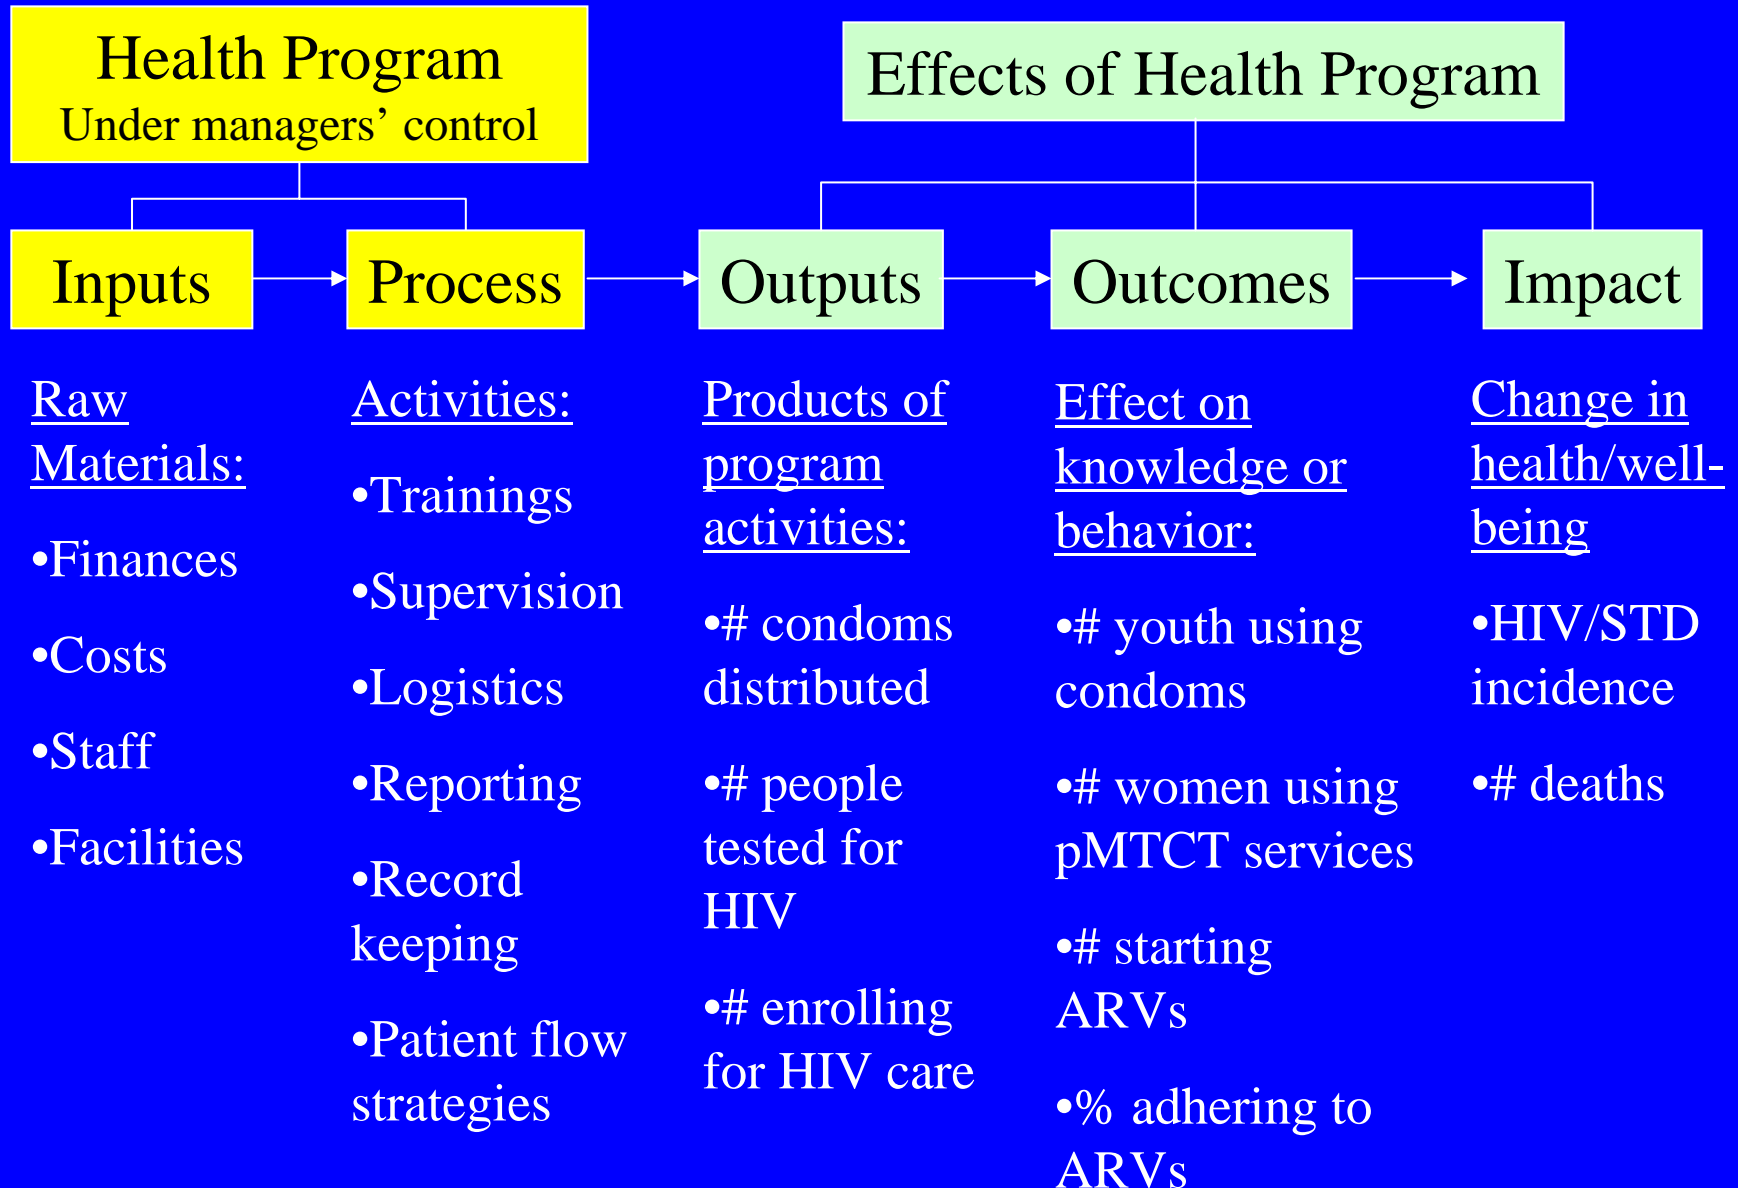 Health Program
Under managers’ control
Effects of Health Program
Inputs
Process
Outputs
Outcomes
Impact
Raw
Materials:
•Finances
•Costs
•Staff
•Facilities
Activities:
•Trainings
•Supervision
•Logistics
•Reporting
•Record
keeping
•Patient flow
strategies
Products of
program
activities:
•# condoms
distributed
•# people
tested for
HIV
•# enrolling
for HIV care
Effect on
knowledge or
behavior:
•# youth using
condoms
•# women using
pMTCT services
•# starting
ARVs
•% adhering to
ARVs
Change in
health/well-
being
•HIV/STD
incidence
•# deaths